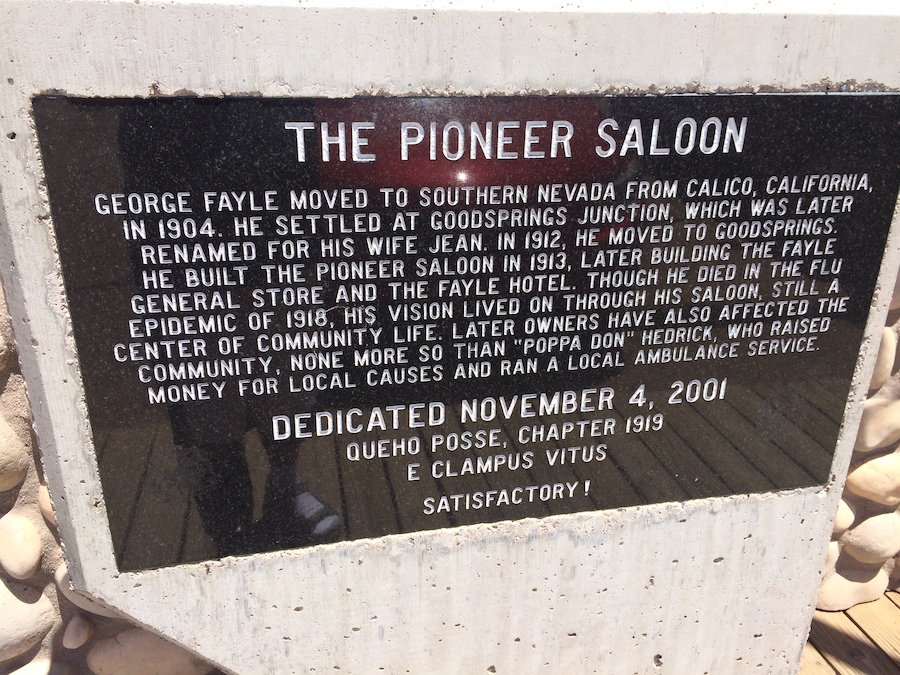 THE PIONEER SALOON
GEORGE FAYLE MOVED TO SOUTHERN NEVADA FROM CALICO, CALIFORNIA,
IN 1904. HE SETTLED AT GOODSPRINGS JUNCTION, WHICH WAS LATER
RENAMED FOR HIS WIFE JEAN. IN 1912, HE MOVED TO GOODSPRINGS.
HE BUILT THE PIONEER SALOON IN 1913, LATER BUILDING THE FAYLE
GENERAL STORE AND THE FAYLE HOTEL. THOUGH HE DIED IN THE FLU
EPIDEMIC OF 1918, HIS VISION LIVED ON THROUGH HIS SALOON, STILL A
CENTER OF COMMUNITY LIFE. LATER OWNERS HAVE ALSO AFFECTED THE
COMMUNITY, NONE MORE SO THAN "POPPA DON" HEDRICK, WHO RAISED
MONEY FOR LOCAL CAUSES AND RAN A LOCAL AMBULANCE SERVICE.
DEDICATED NOVEMBER 4, 2001
QUEHO POSSE, CHAPTER 1919
E CLAMPUS VITUS
SATISFACTORY!